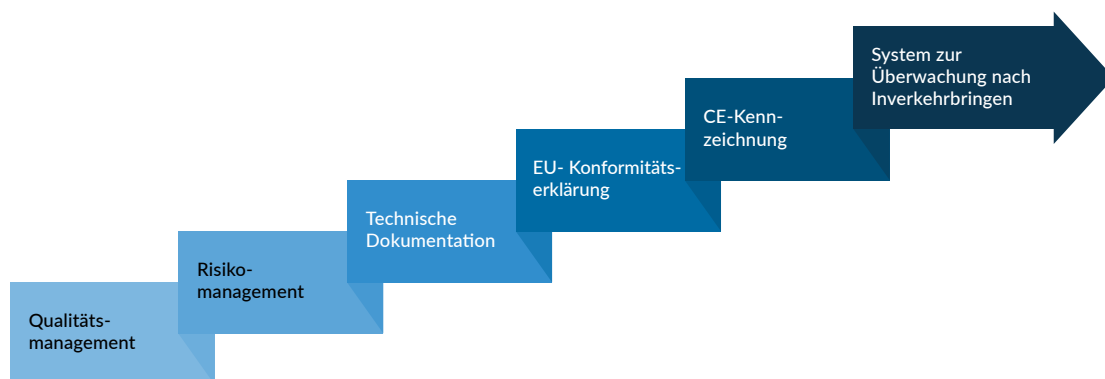 Qualitäts-
management
Risiko-
management
Technische
Dokumentation
EU- Konformitäts-
erklärung
CE-Kenn-
zeichnung
System zur
Überwachung nach
Inverkehrbringen